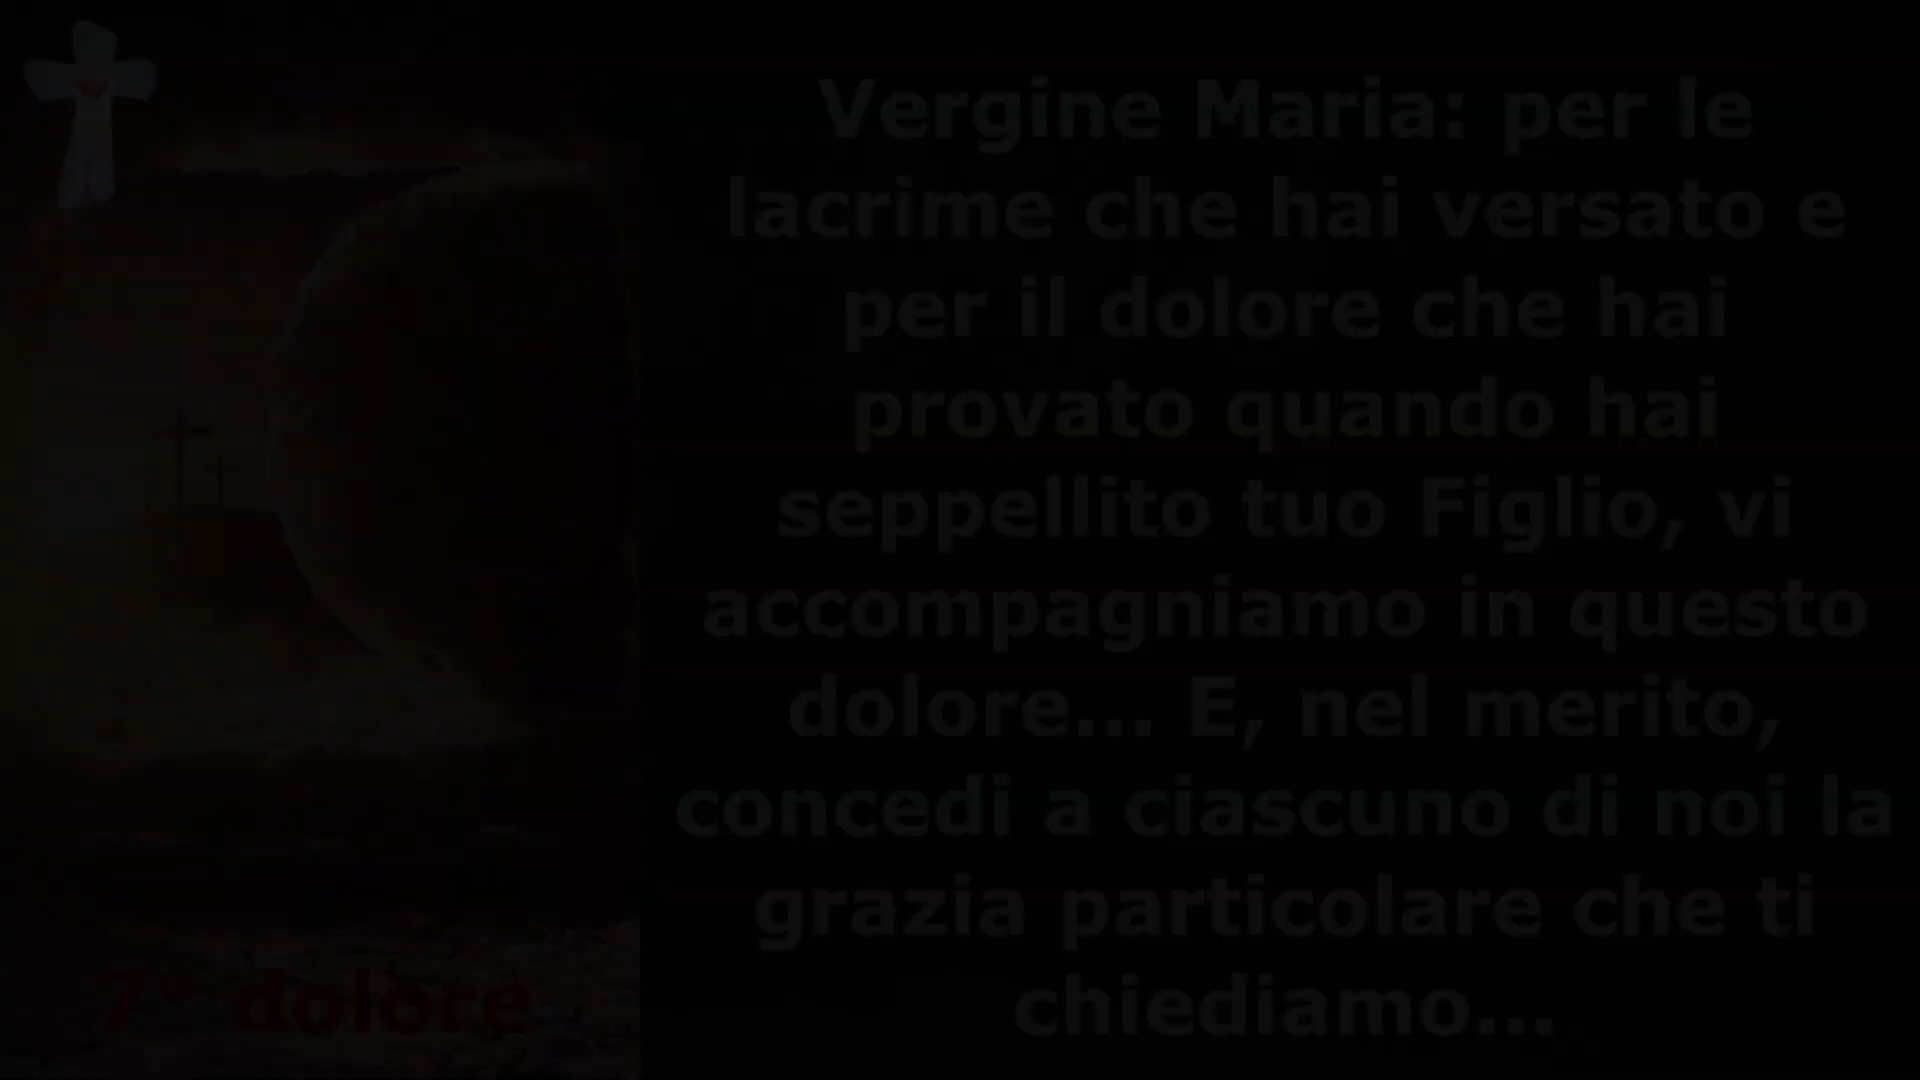 Vergine Maria: per le
lacrime che hai versato e
per il dolore che hai
provato quando hai
seppellito tuo Figlio, vi
accompagniamo in questo
dolore... E, nel merito,
concedi a ciascuno di noi la
grazia particolare che ti
chiediamo...
7º dolore